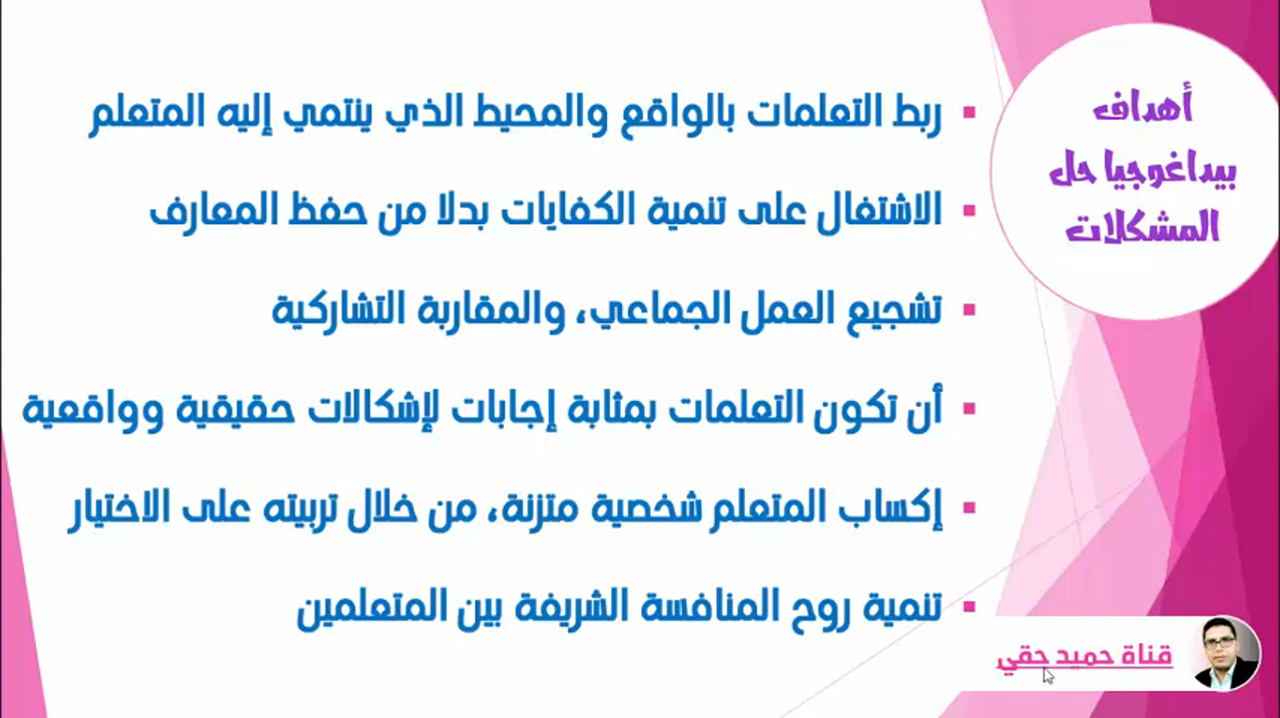 أهداف
بيداغوجيا حل
المشكلات
ربط التعلمات بالواقع والمحيط الذي ينتمي إليه المتعلم
الاشتغال على تنمية الكفايات بدلا من حفظ المعارف
تشجيع العمل الجماعي، والمقاربة التشاركية
أن تكون التعلمات بمثابة إجابات لإشكالات حقيقية وواقعية
إكساب المتعلم شخصية متزنة، من خلال تربيته على الاختيار
تنمية روح المنافسة الشريفة بين المتعلمين
قناة حميد حقي